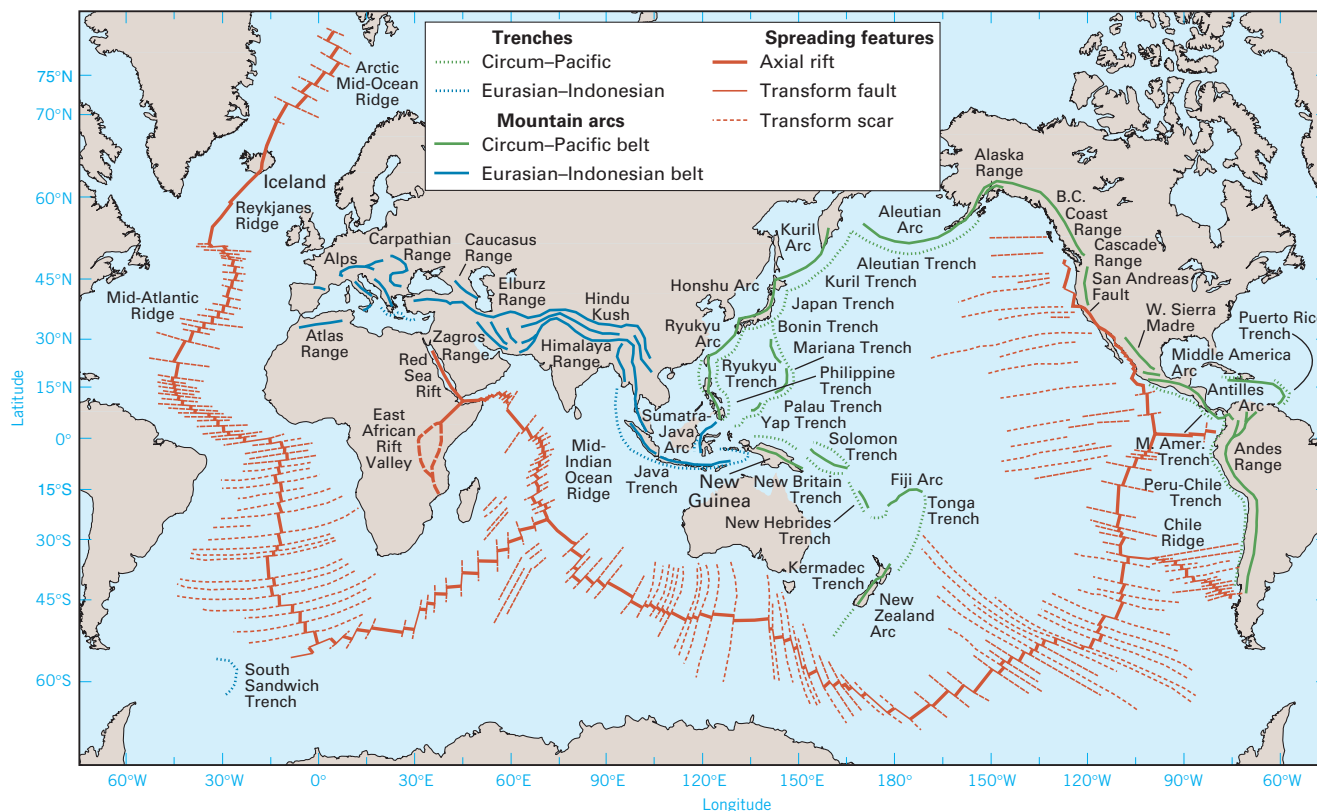 Trenches
Circum–Pacific
Eurasian–Indonesian
Mountain arcs
Circum–Pacific belt
Eurasian–Indonesian belt
Spreading features
Axial rift
Transform fault
Transform scar
75°N
70°N
60°N
45°N
30°N
15°N
0°
15°S
30°S
45°S
60°S
Latitude
Arctic
Mid-Ocean
Ridge
Iceland
Reykjanes
Ridge
Mid-Atlantic
Ridge
Alps
Carpathian
Range
Caucasus
Range
Elburz
Range
Hindu
Kush
Atlas
Range
Zagros
Range
Himalaya
Range
Red
Sea
Rift
East
African
Rift
Valley
Mid-
Indian
Ocean
Ridge
South
Sandwich
Trench
Alaska
Range
Aleutian
Arc
Aleutian Trench
B.C.
Coast
Range
Cascade
Range
San Andreas
Fault
W. Sierra
Madre
Puerto Rico
Trench
Middle America
Arc
Antilles
Arc
M. Amer.
Trench
Andes
Range
Peru-Chile
Trench
Chile
Ridge
Kuril
Arc
Kuril Trench
Honshu Arc
Japan Trench
Ryukyu
Arc
Bonin Trench
Mariana Trench
Ryukyu
Trench
Philippine
Trench
Palau Trench
Yap Trench
Sumatra-
Java
Arc
Java
Trench
Solomon
Trench
New
Guinea
New Britain
Trench
Fiji Arc
Tonga
Trench
New Hebrides
Trench
Kermadec
Trench
New
Zealand
Arc
60°W
30°W
0°
30°E
60°E
90°E
120°E
150°E
180°
150°W
120°W
90°W
60°W
Longitude